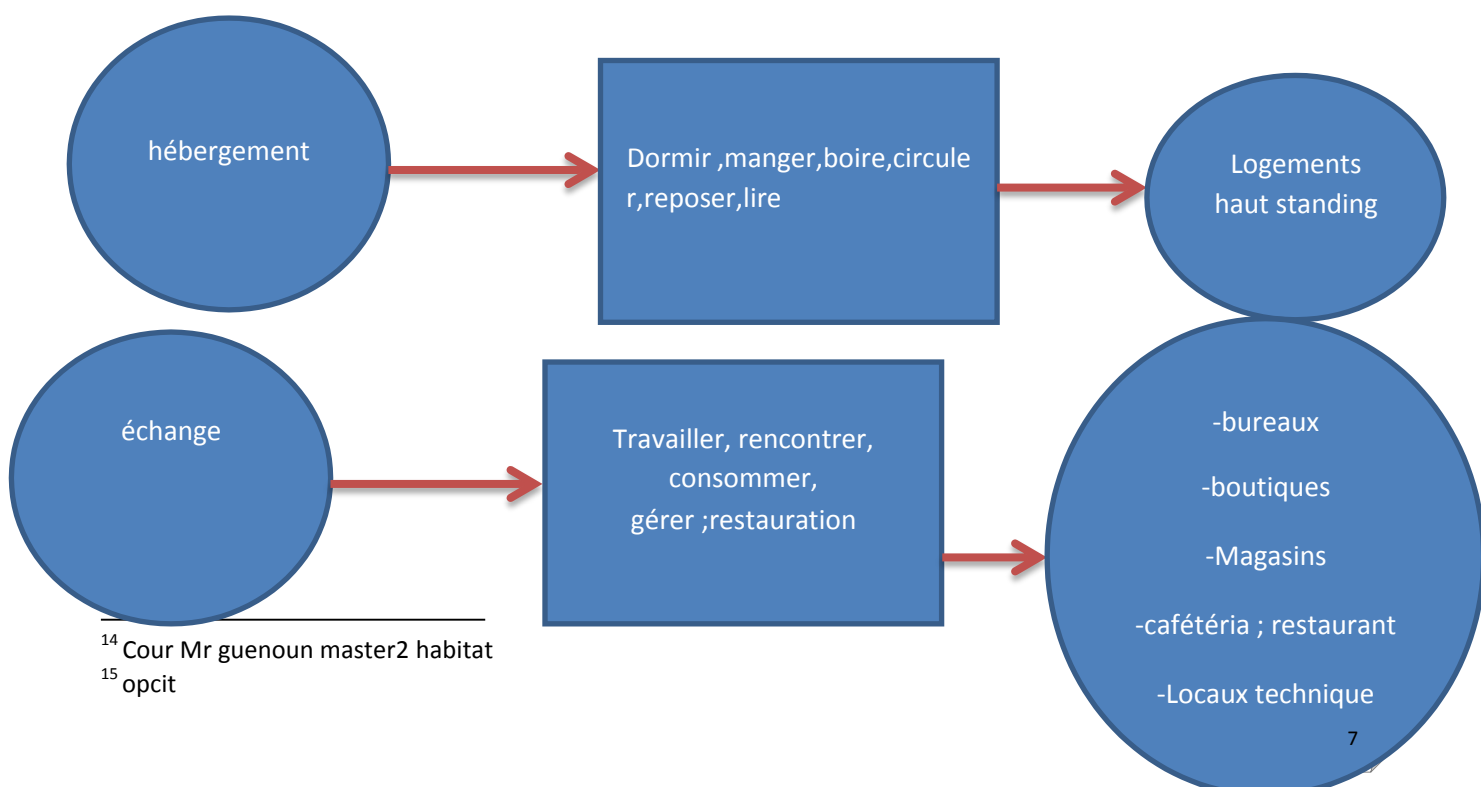 hébergement
Dormir ,manger,boire,circule
r,reposer,lire
Logements
haut standing
échange
Travailler, rencontrer,
consommer,
gérer ;restauration
-bureaux
-boutiques
-Magasins
-cafétéria ; restaurant
-Locaux technique
14 Cour Mr guenoun master2 habitat
15 opcit
7